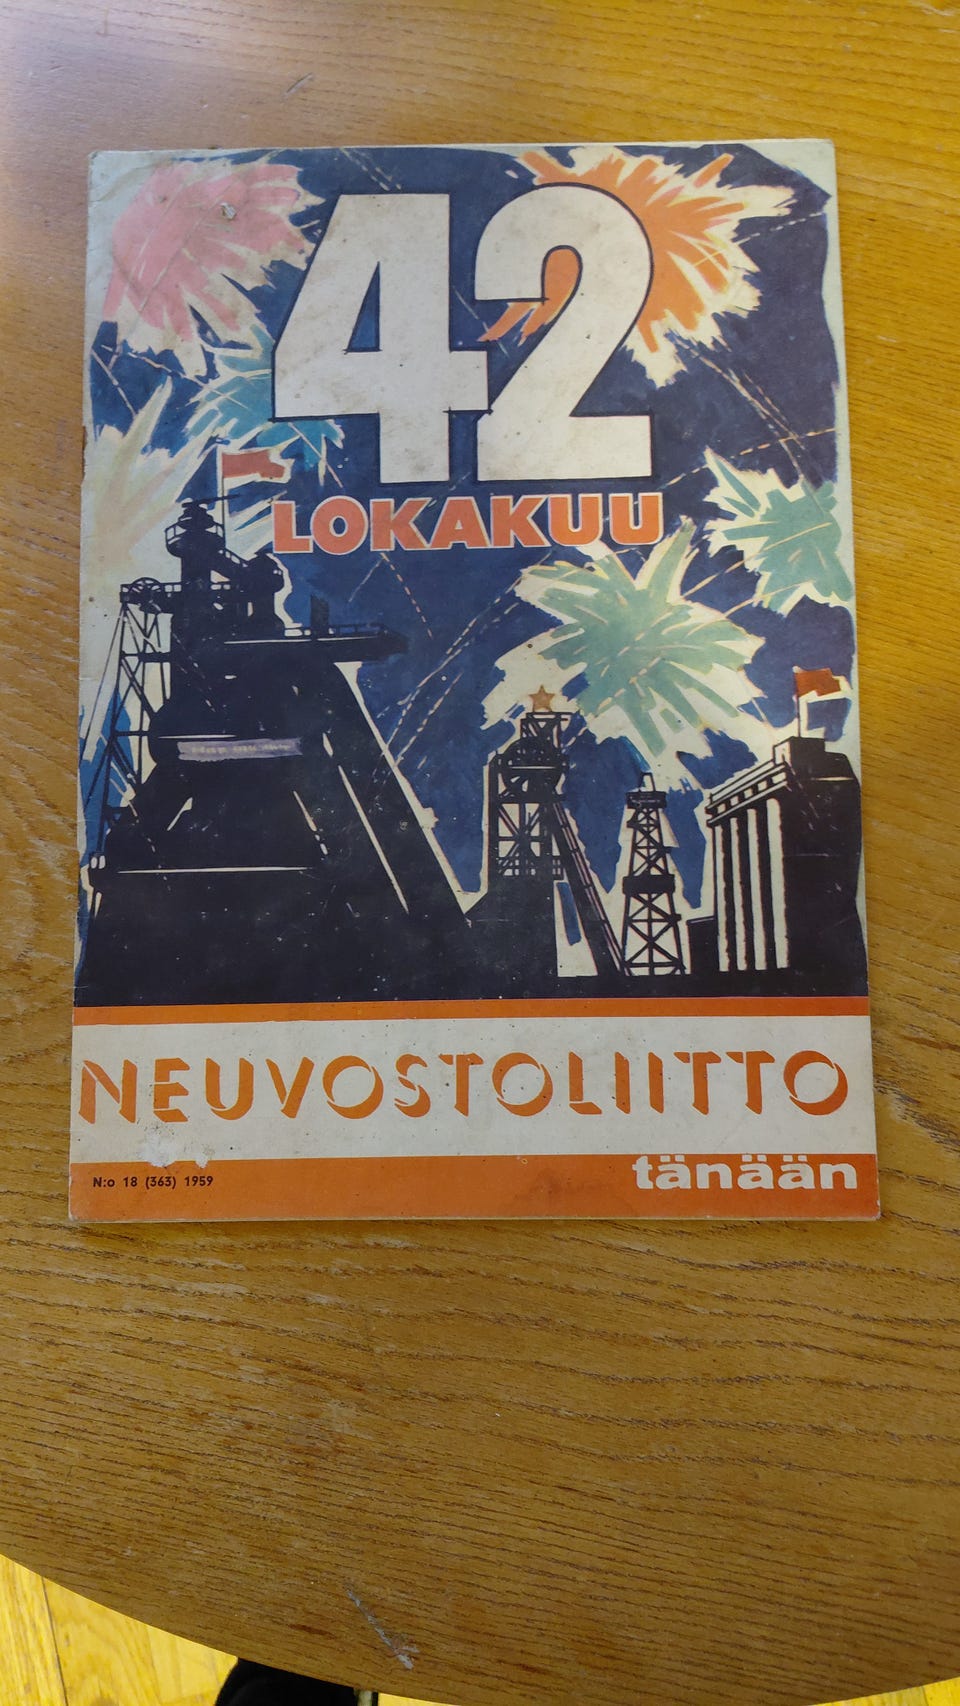 42
LOKAKUU
NEUVOSTOLIITTO
tänään
N:o 18 (363) 1959